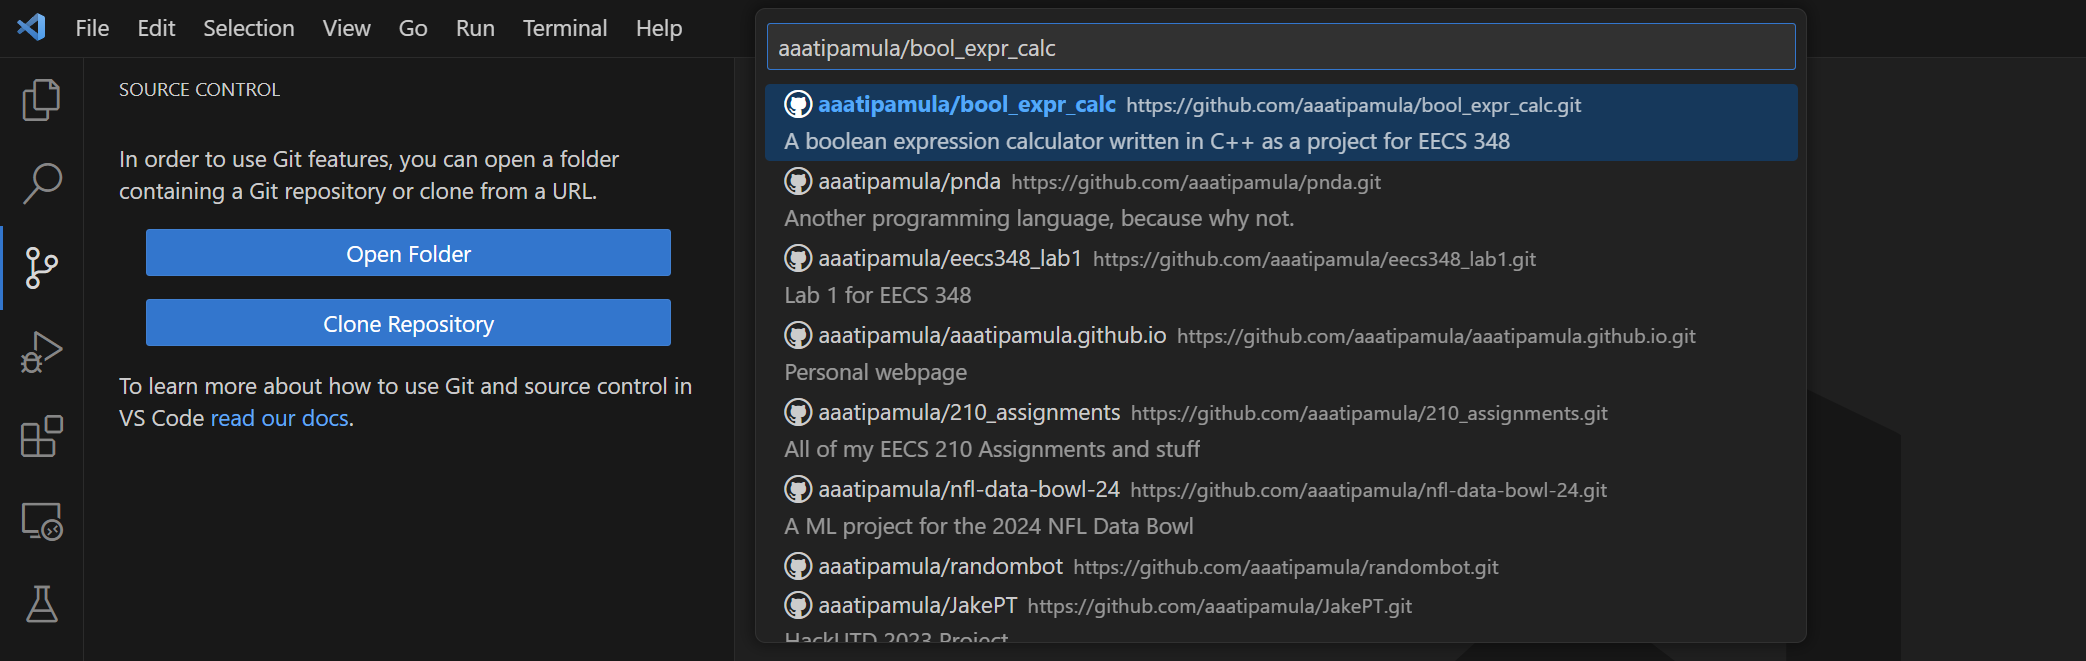 File Edit Selection View Go Run Terminal Help
SOURCE CONTROL
In order to use Git features, you can open a folder
containing a Git repository or clone from a URL.
Open Folder
Clone Repository
To learn more about how to use Git and source control in
VS Code read our docs.
aaatipamula/bool_expr_calc
aaatipamula/bool_expr_calc https://github.com/aaatipamula/bool_expr_calc.git
A boolean expression calculator written in C++ as a project for EECS 348
aaatipamula/pnda https://github.com/aaatipamula/pnda.git
Another programming language, because why not.
aaatipamula/eecs348_lab1 https://github.com/aaatipamula/eecs348_lab1.git
Lab 1 for EECS 348
aaatipamula/aaatipamula.github.io https://github.com/aaatipamula/aaatipamula.github.io.git
Personal webpage
aaatipamula/210_assignments https://github.com/aaatipamula/210_assignments.git
All of my EECS 210 Assignments and stuff
aaatipamula/nfl-data-bowl-24 https://github.com/aaatipamula/nfl-data-bowl-24.git
A ML project for the 2024 NFL Data Bowl
aaatipamula/randombot https://github.com/aaatipamula/randombot.git
aaatipamula/JakePT https://github.com/aaatipamula/JakePT.git
HackUTD 2023 Project